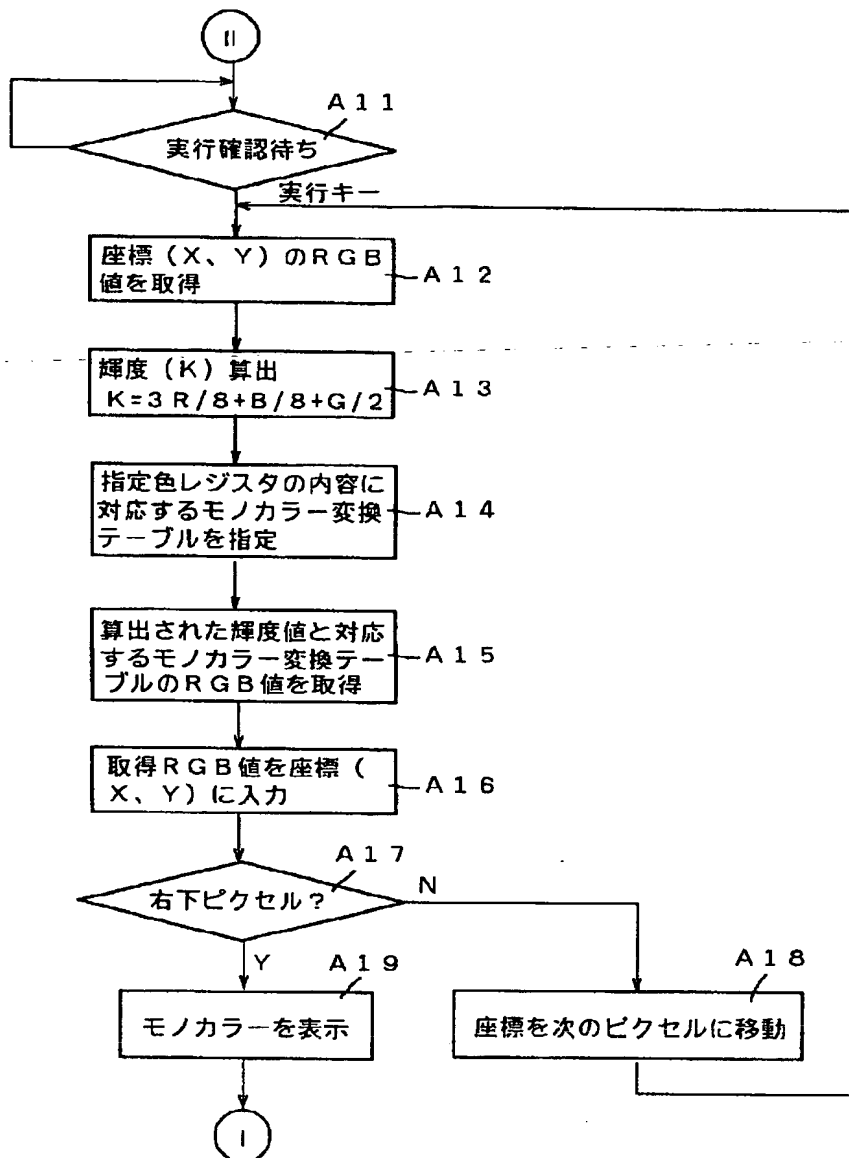 II
A11
実行確認待ち
実行キー
座標(X、Y)のRGB
値を取得
A12
輝度(K)算出
K=3R/8+B/8+G/2
A13
指定色レジスタの内容に
対応するモノカラー変換
テーブルを指定
A14
算出された輝度値と対応
するモノカラー変換テー
ブルのRGB値を取得
A15
取得RGB値を座標(
X、Y)に入力
A16
A17
右下ピクセル?
N
Y
A19
モノカラーを表示
A18
座標を次のピクセルに移動
I